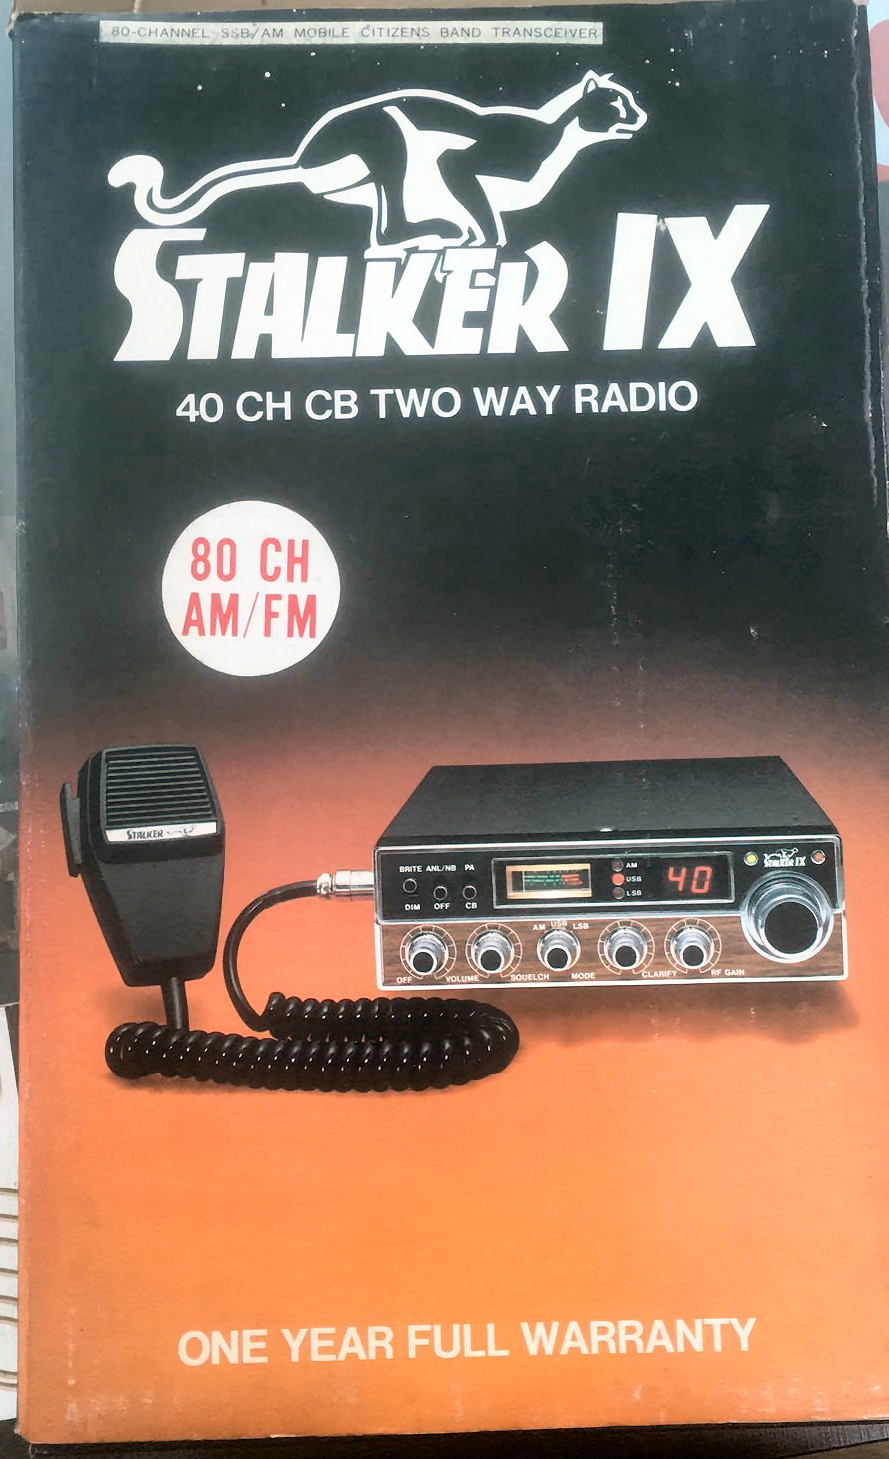 80-CHANNEL SSB/AM MOBILE CITIZENS BAND TRANSCEIVER
STALKER IX
40 CH CB TWO WAY RADIO
80 CH
AM/FM
STALKER
BRITE ANL/NB PA
DIM OFF CB
AM
USB
LSB
40
STALKER IX
AM USB LSB
OFF VOLUME SQUELCH MODE CLARIFY RF GAIN
ONE YEAR FULL WARRANTY